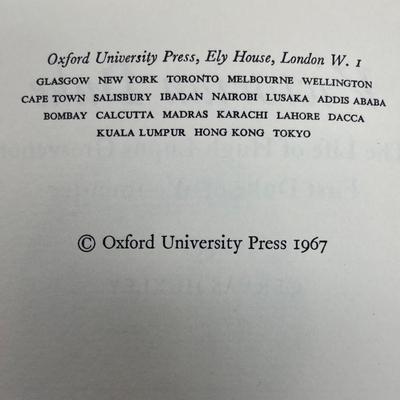 Oxford University Press, Ely House, London W. 1
GLASGOW NEW YORK TORONTO MELBOURNE WELLINGTON
CAPE TOWN SALISBURY IBADAN NAIROBI LUSAKA ADDIS ABABA
BOMBAY CALCUTTA MADRAS KARACHI LAHORE DACCA
KUALA LUMPUR HONG KONG TOKYO
© Oxford University Press 1967